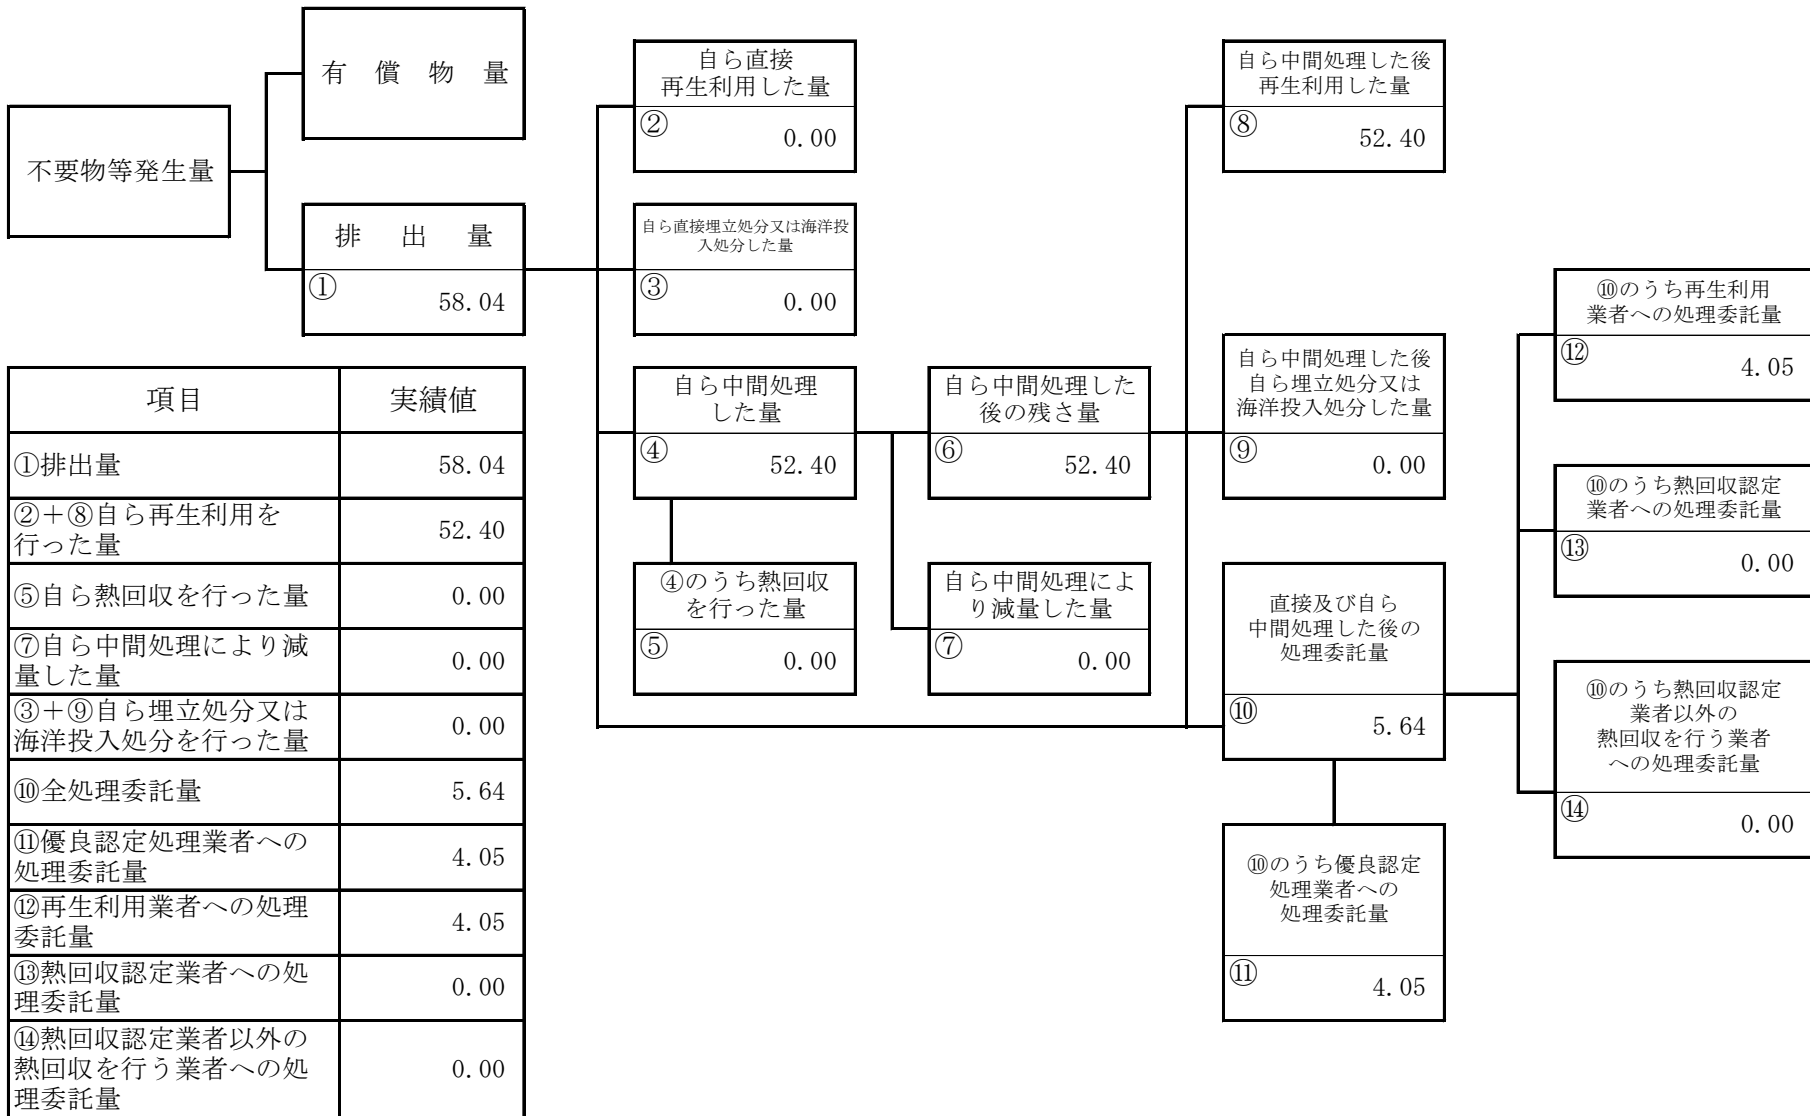 不要物等発生量
有償物量
排出量
①
58.04
自ら直接
再生利用した量
②
0.00
自ら直接埋立処分又は海洋投
入処分した量
③
0.00
自ら中間処理
した量
④
52.40
④のうち熱回収
を行った量
⑤
0.00
自ら中間処理した
後の残さ量
⑥
52.40
自ら中間処理によ
り減量した量
⑦
0.00
自ら中間処理した後
再生利用した量
⑧
52.40
自ら中間処理した後
自ら埋立処分又は
海洋投入処分した量
⑨
0.00
直接及び自ら
中間処理した後の
処理委託量
⑩
5.64
⑩のうち優良認定
処理業者への
処理委託量
⑪
4.05
⑩のうち再生利用
業者への処理委託量
⑫
4.05
⑩のうち熱回収認定
業者への処理委託量
⑬
0.00
⑩のうち熱回収認定
業者以外の
熱回収を行う業者
への処理委託量
⑭
0.00
項目 実績値
①排出量 58.04
②＋⑧自ら再生利用を
行った量 52.40
⑤自ら熱回収を行った量 0.00
⑦自ら中間処理により減
量した量 0.00
③＋⑨自ら埋立処分又は
海洋投入処分を行った量 0.00
⑩全処理委託量 5.64
⑪優良認定処理業者への
処理委託量 4.05
⑫再生利用業者への処理
委託量 4.05
⑬熱回収認定業者への処
理委託量 0.00
⑭熱回収認定業者以外の
熱回収を行う業者への処 0.00
理委託量